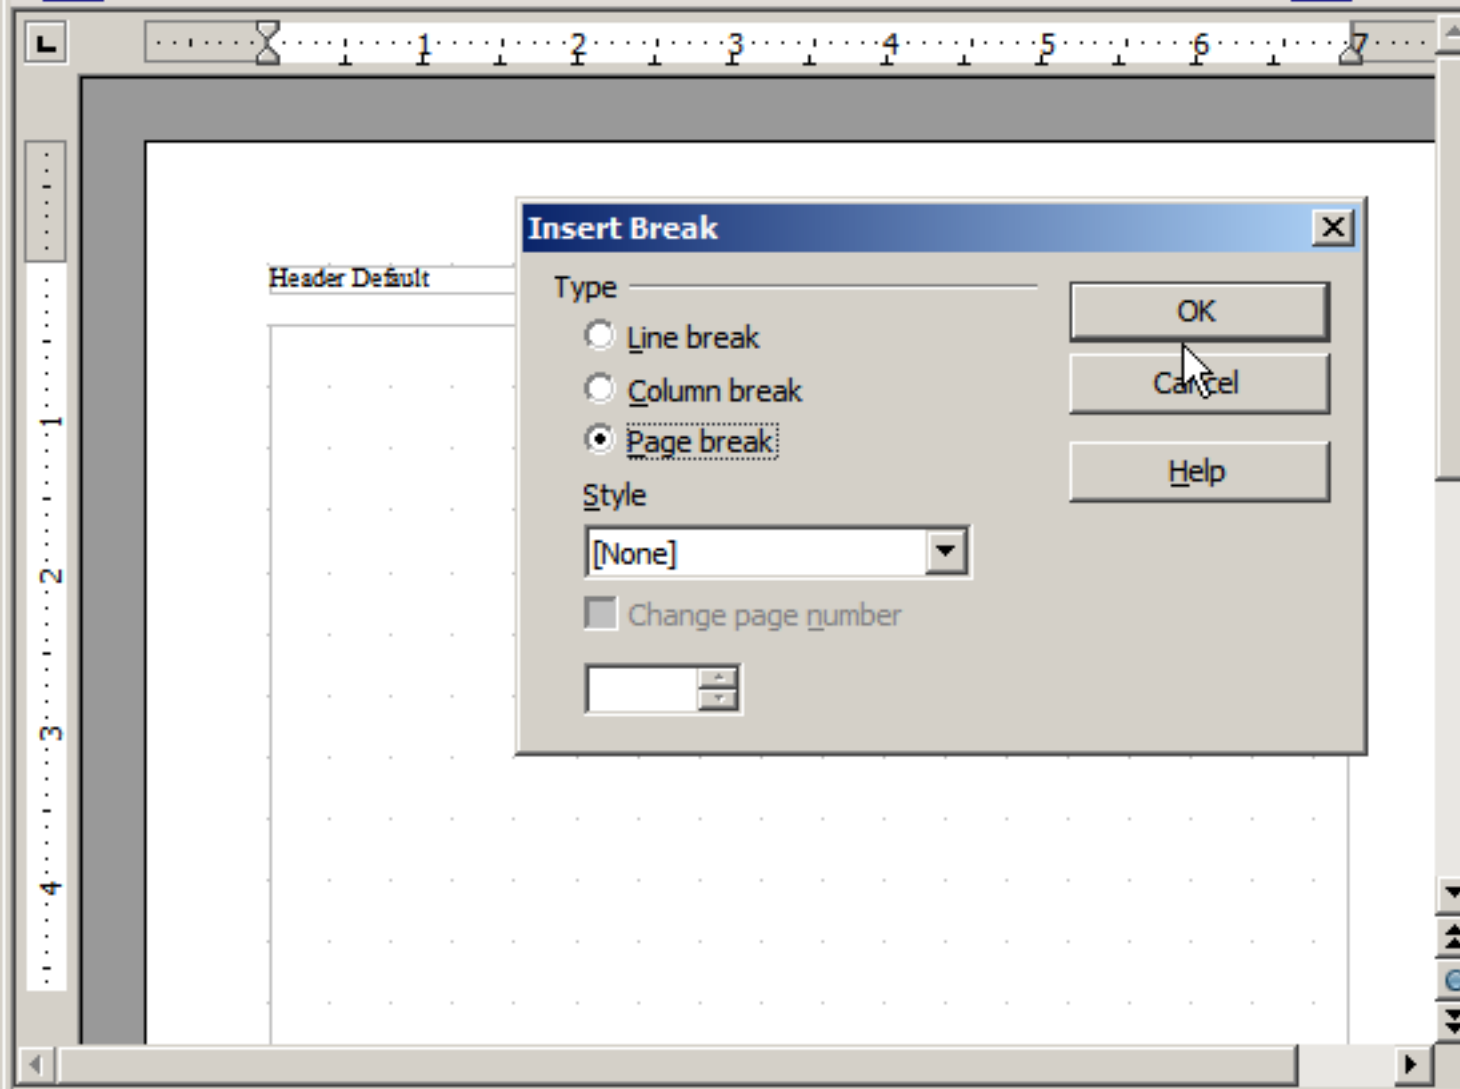 1 2 3 4 5 6 7
Insert Break
Header Default
Type
OK
Line break
Cancel
Column break
Page break
Help
Style
[None]
Change page number
1
2
3
4